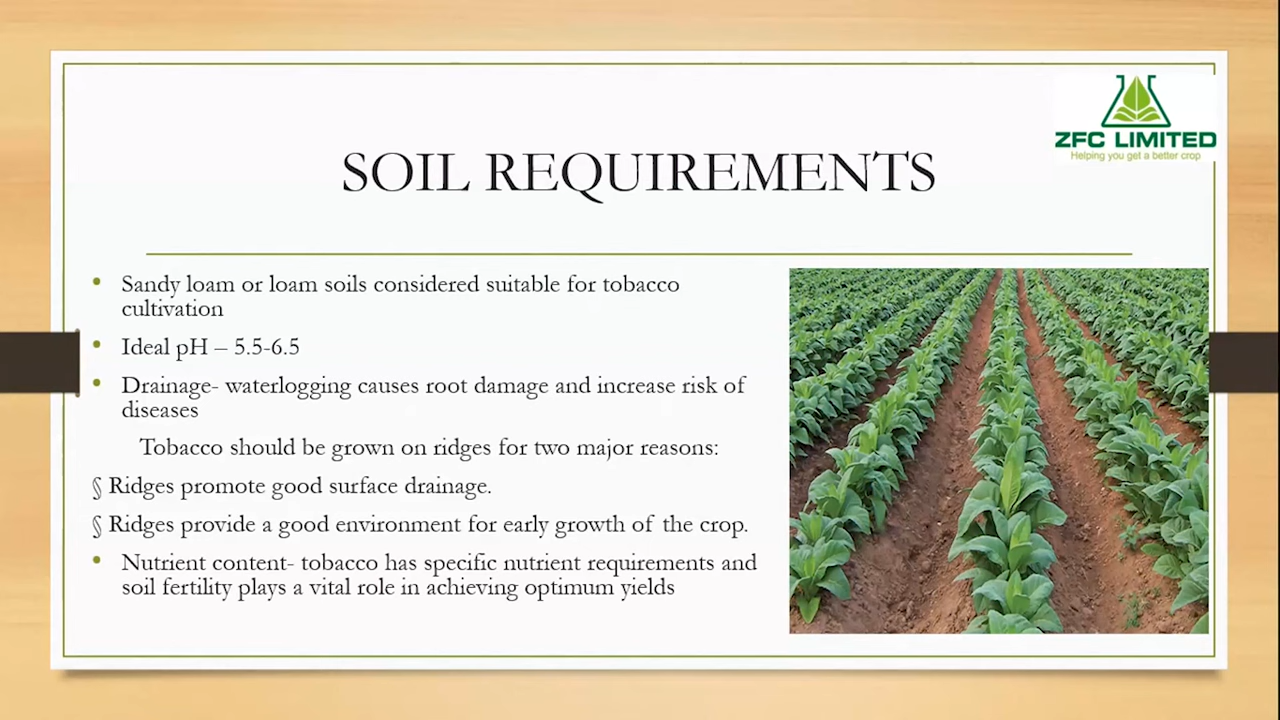 ZFC LIMITED
Helping you get a better crop
SOIL REQUIREMENTS
• Sandy loam or loam soils considered suitable for tobacco
cultivation
• Ideal pH – 5.5-6.5
• Drainage- waterlogging causes root damage and increase risk of
diseases
Tobacco should be grown on ridges for two major reasons:
§ Ridges promote good surface drainage.
§ Ridges provide a good environment for early growth of the crop.
• Nutrient content- tobacco has specific nutrient requirements and
soil fertility plays a vital role in achieving optimum yields